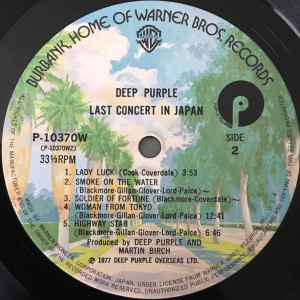 BURBANK, HOME OF WARNER BROS. RECORDS
DEEP PURPLE
LAST CONCERT IN JAPAN
P-10370W
(P-10370W2)
33⅓RPM
P
SIDE
2
1. LADY LUCK (Cook-Coverdale) 3:53
2. SMOKE ON THE WATER
(Blackmore-Gillan-Glover-Lord-Paice)～
3. SOLDIER OF FORTUNE (Blackmore-Coverdale)～
4. WOMAN FROM TOKYO
(Blackmore-Gillan-Glover-Lord-Paice) 12:41
5. HIGHWAY STAR
(Blackmore-Gillan-Glover-Lord-Paice) 6:33
Produced by DEEP PURPLE AND
MARTIN BIRCH
℗ 1977 DEEP PURPLE OVERSEAS LTD.